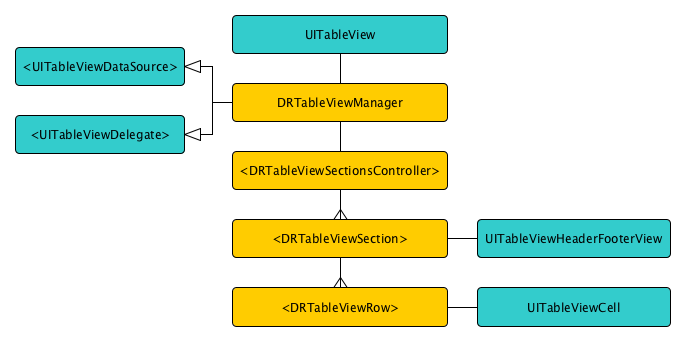 UITableView
<UITableViewDataSource>
DRTableViewManager
<UITableViewDelegate>
<DRTableViewSectionsController>
<DRTableViewSection>
UITableViewHeaderFooterView
<DRTableViewRow>
UITableViewCell